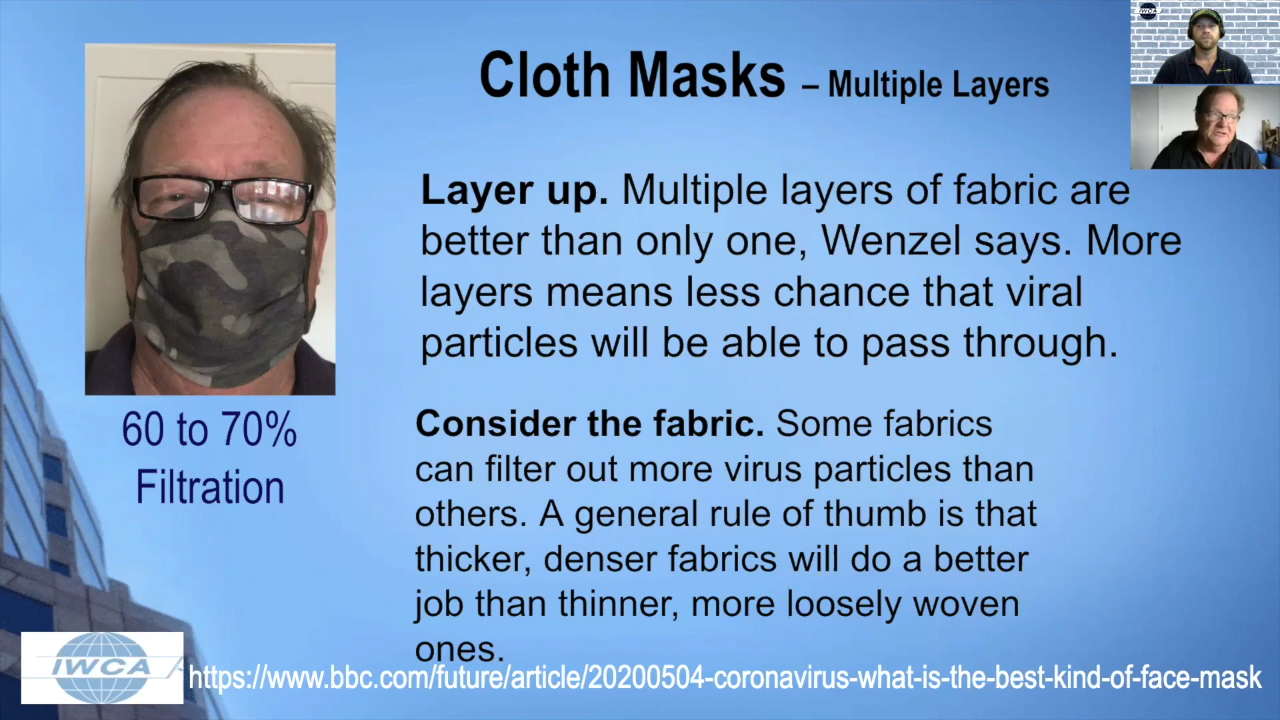 IWCA
Cloth Masks – Multiple Layers
Layer up. Multiple layers of fabric are
better than only one, Wenzel says. More
layers means less chance that viral
particles will be able to pass through.
60 to 70%
Filtration
Consider the fabric. Some fabrics
can filter out more virus particles than
others. A general rule of thumb is that
thicker, denser fabrics will do a better
job than thinner, more loosely woven
ones.
IWCA
https://www.bbc.com/future/article/20200504-coronavirus-what-is-the-best-kind-of-face-mask